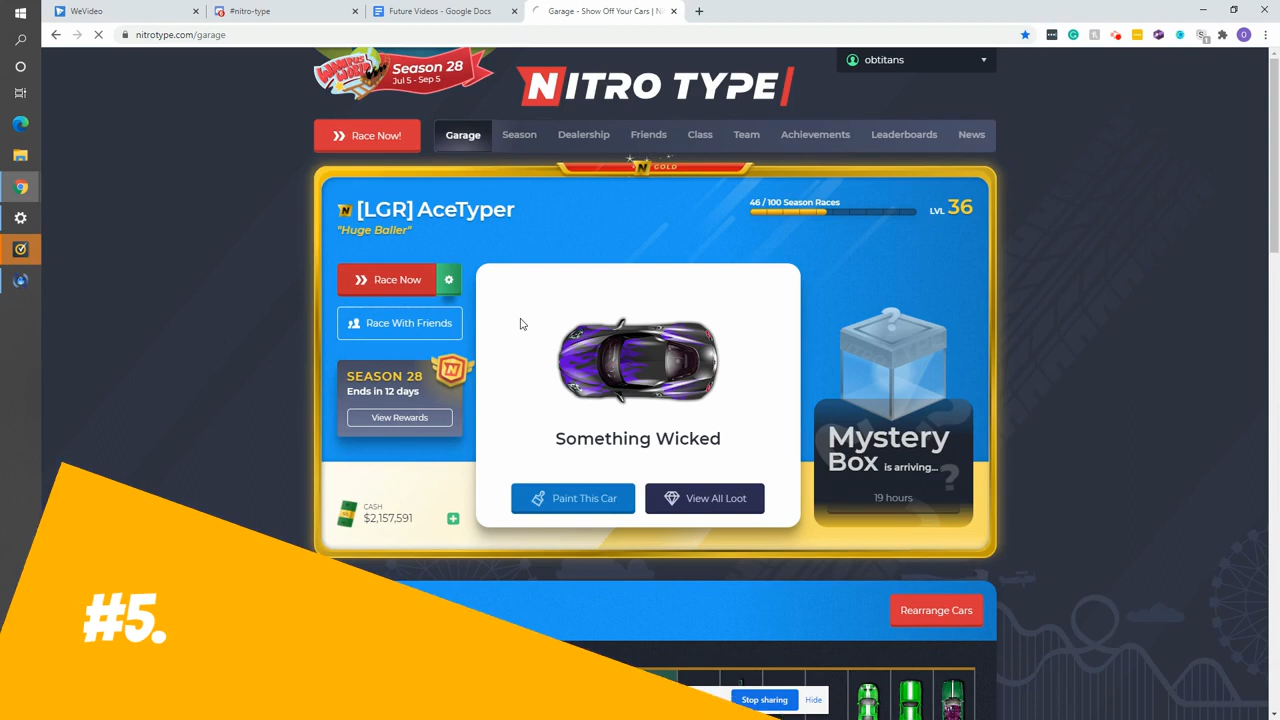 WeVideo
#nitro-type
Future Videos - Google Docs
Garage - Show Off Your Cars | Ni
nitrotype.com/garage
Season 28
Jul 5 - Sep 5
NITRO TYPE
obtitans
Race Now!
Garage
Season
Dealership
Friends
Class
Team
Achievements
Leaderboards
News
GOLD
[LGR] AceTyper
"Huge Baller"
46 / 100 Season Races
LVL 36
Race Now
Race With Friends
SEASON 28
Ends in 12 days
View Rewards
CASH
$2,157,591
Something Wicked
Paint This Car
View All Loot
Mystery
Box is arriving...
19 hours
Rearrange Cars
#5.
Stop sharing
Hide